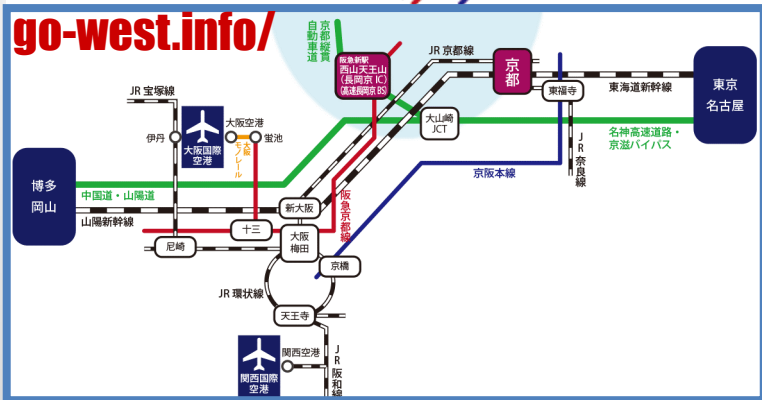 go-west.info/
京都縦貫
自動車道
阪急新駅
西山天王山
（長岡京IC）
（高速長岡京BS）
JR 京都線
京都
東福寺
東海道新幹線
東京
名古屋
JR 宝塚線
大阪国際
空港
大阪空港
伊丹
蛍池
大阪モノレール
大山崎
JCT
名神高速道路・
京滋バイパス
JR奈良線
博多
岡山
中国道・山陽道
山陽新幹線
京阪本線
阪急京都線
新大阪
十三
尼崎
大阪
梅田
京橋
JR 環状線
天王寺
関西国際
空港
関西空港
JR阪和線